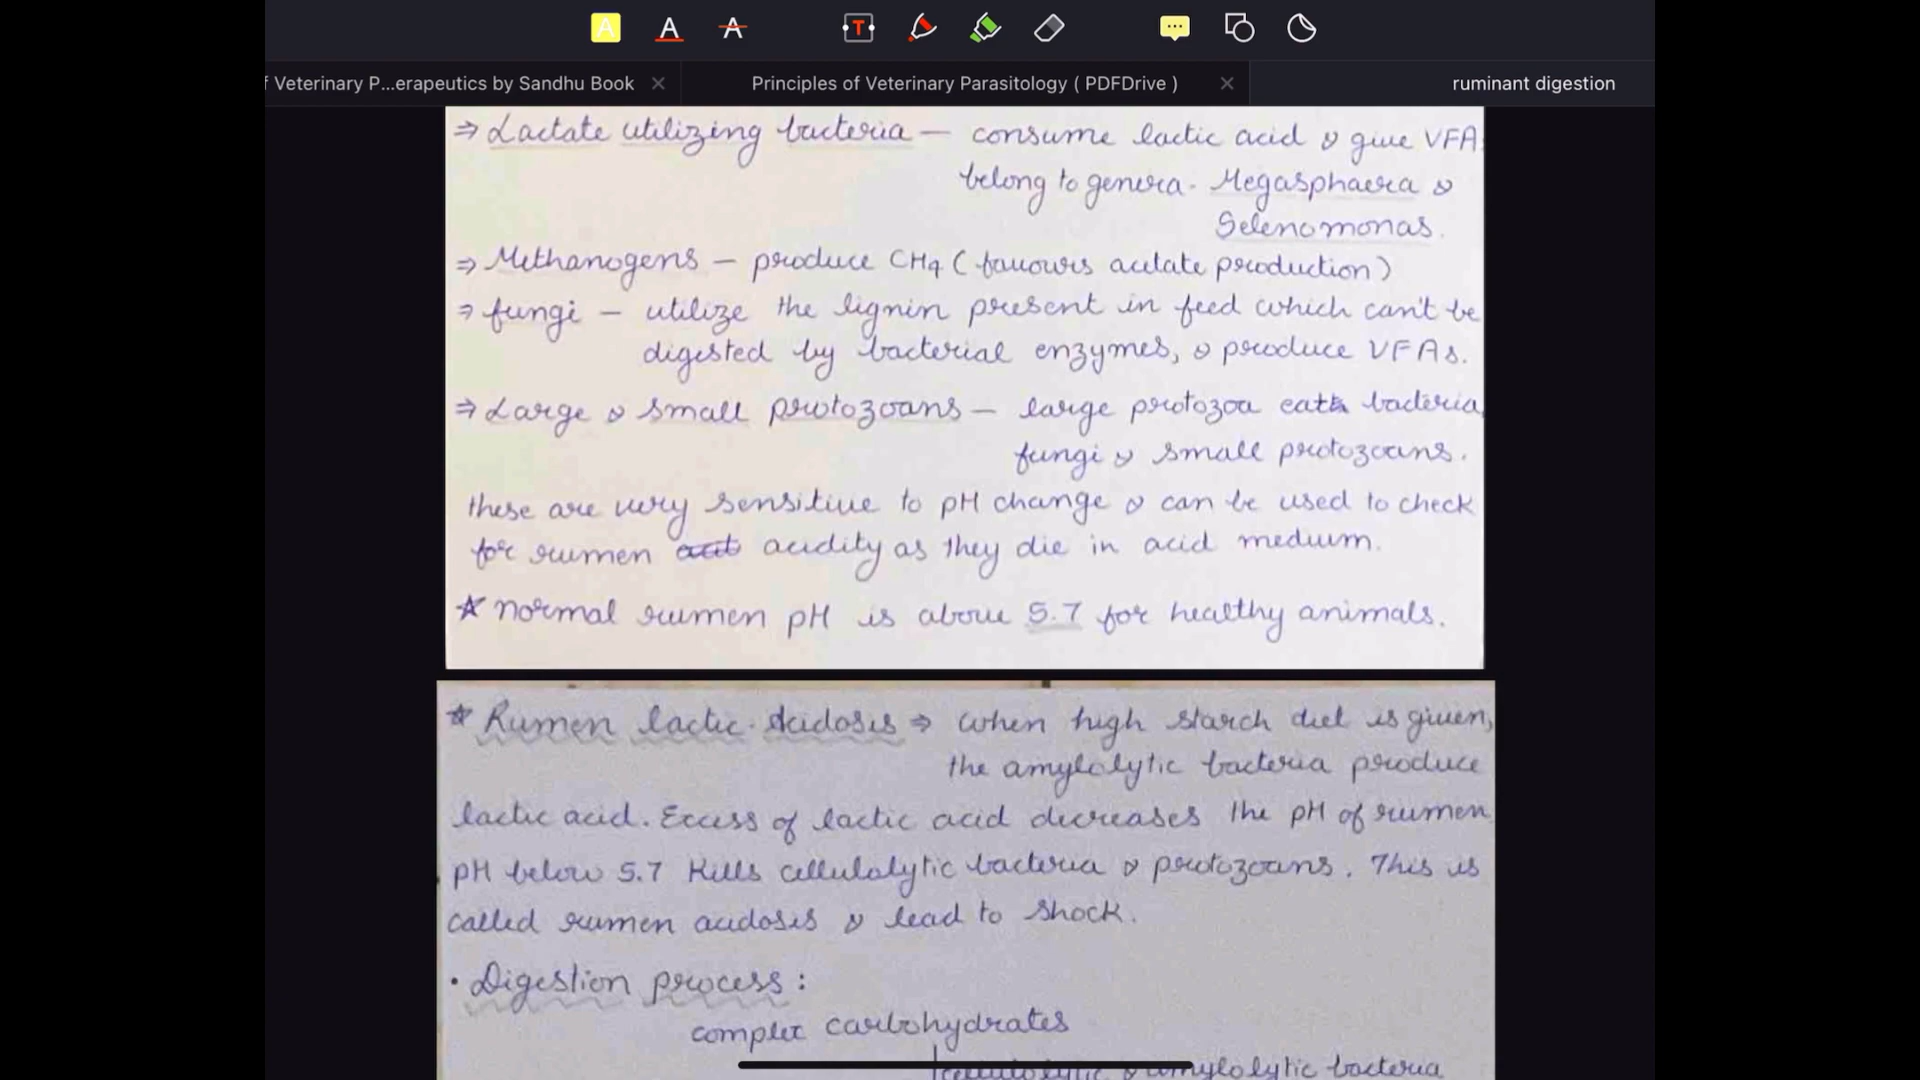 A A A T
f Veterinary P...erapeutics by Sandhu Book × Principles of Veterinary Parasitology ( PDFDrive ) × ruminant digestion
⇒ Lactate utilizing bacteria — consume lactic acid & give VFA
belong to genera - Megasphaera &
Selenomonas.
⇒ Methanogens — produce CH4 (favours acetate production)
⇒ fungi — utilize the lignin present in feed which can't be
digested by bacterial enzymes, & produce VFAs.
⇒ Large & small protozoans — large protozoa eat bacteria,
fungi & small protozoans.
these are very sensitive to pH change & can be used to check
for rumen acidity as they die in acid medium.
★ normal rumen pH is above 5.7 for healthy animals.
★ Rumen lactic Acidosis ⇒ when high starch diet is given,
the amylolytic bacteria produce
lactic acid. Excess of lactic acid decreases the pH of rumen
pH below 5.7 kills cellulolytic bacteria & protozoans. This is
called rumen acidosis & lead to shock.
• Digestion process :
complex carbohydrates
cellulolytic & amylolytic bacteria